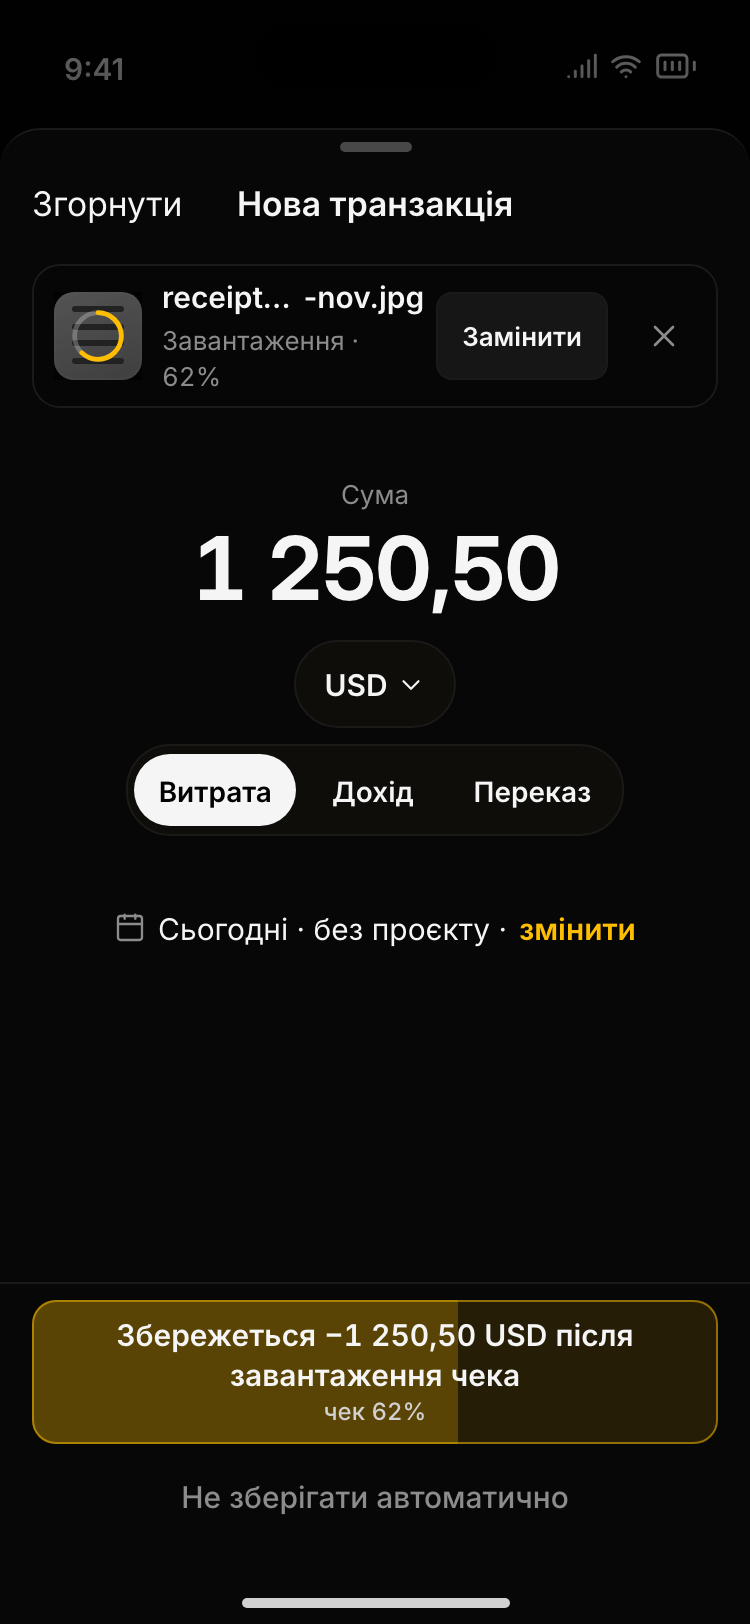 9:41
Згорнути
Нова транзакція
receipt… -nov.jpg
Завантаження ·
62%
Замінити
Сума
1 250,50
USD
Витрата
Дохід
Переказ
Сьогодні · без проєкту · змінити
Збережеться −1 250,50 USD після
завантаження чека
чек 62%
Не зберігати автоматично